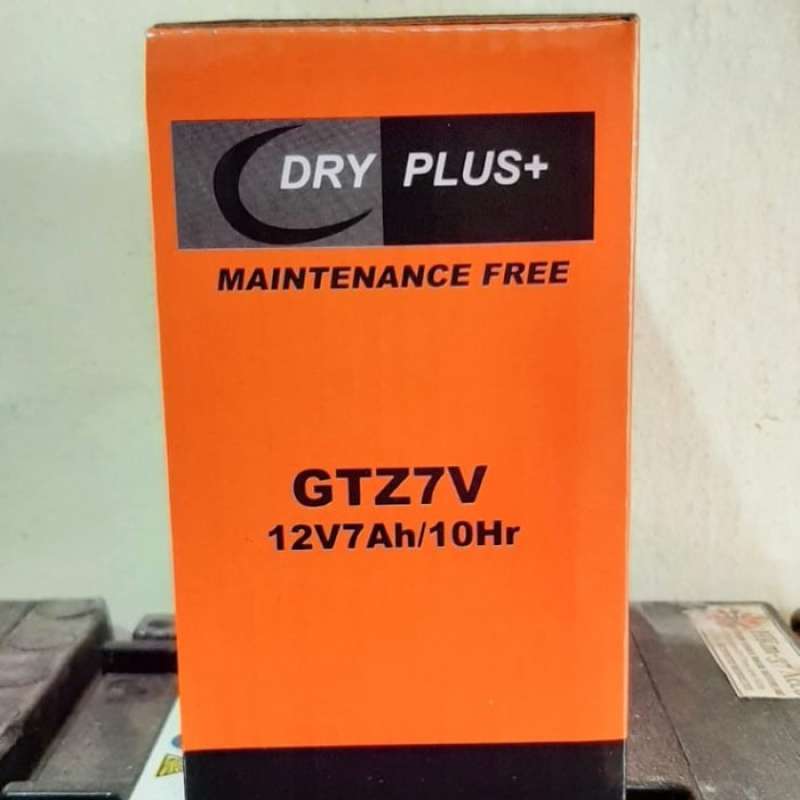 DRY PLUS+
MAINTENANCE FREE
GTZ7V
12V7Ah/10Hr